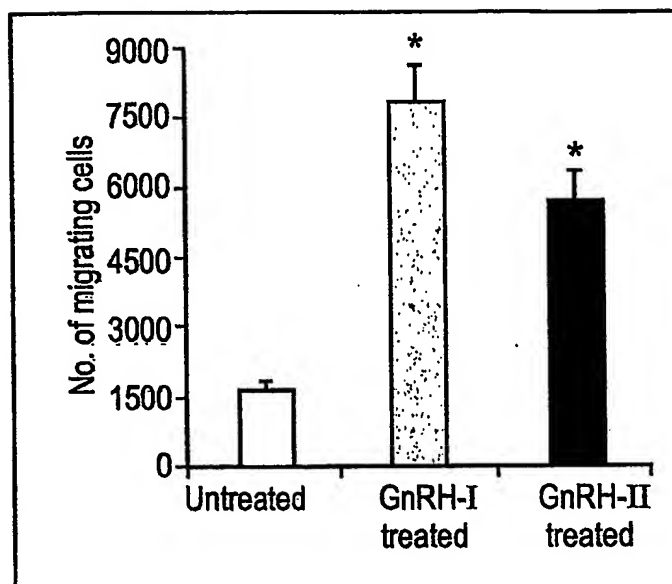 No. of migrating cells
9000
7500
6000
4500
3000
1500
0
*
*
Untreated
GnRH-I
treated
GnRH-II
treated